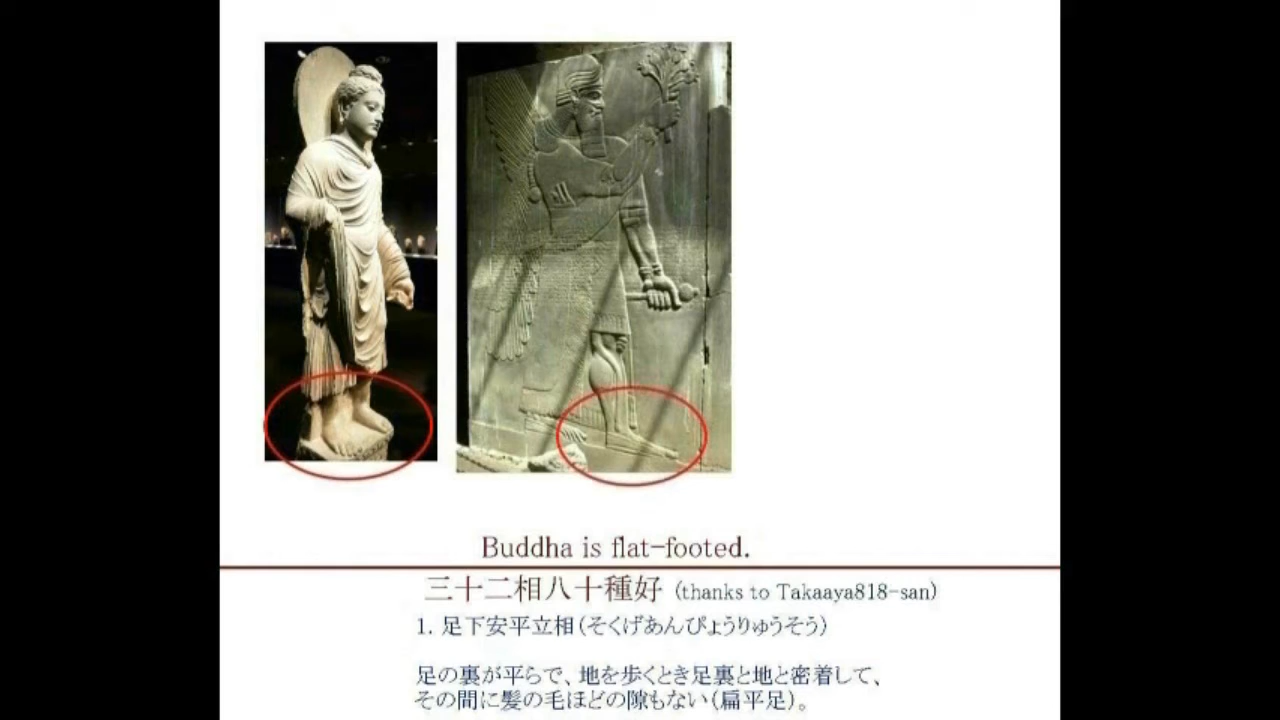 Buddha is flat-footed.
三十二相八十種好 (thanks to Takaaya818-san)
1. 足下安平立相(そくげあんぴょうりゅうそう)
足の裏が平らで、地を歩くとき足裏と地と密着して、
その間に髪の毛ほどの隙もない(扁平足)。